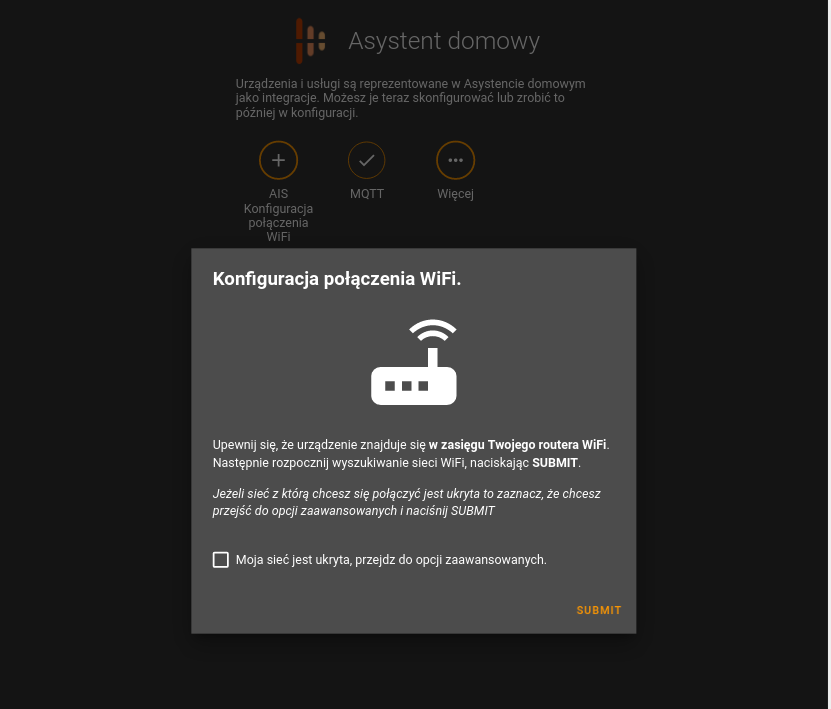 Asystent domowy
Urządzenia i usługi są reprezentowane w Asystencie domowym
jako integracje. Możesz je teraz skonfigurować lub zrobić to
później w konfiguracji.
AIS
Konfiguracja
połączenia
WiFi
MQTT
Więcej
Konfiguracja połączenia WiFi.
Upewnij się, że urządzenie znajduje się w zasięgu Twojego routera WiFi.
Następnie rozpocznij wyszukiwanie sieci WiFi, naciskając SUBMIT.
Jeżeli sieć z którą chcesz się połączyć jest ukryta to zaznacz, że chcesz
przejść do opcji zaawansowanych i naciśnij SUBMIT
Moja sieć jest ukryta, przejdz do opcji zaawansowanych.
SUBMIT